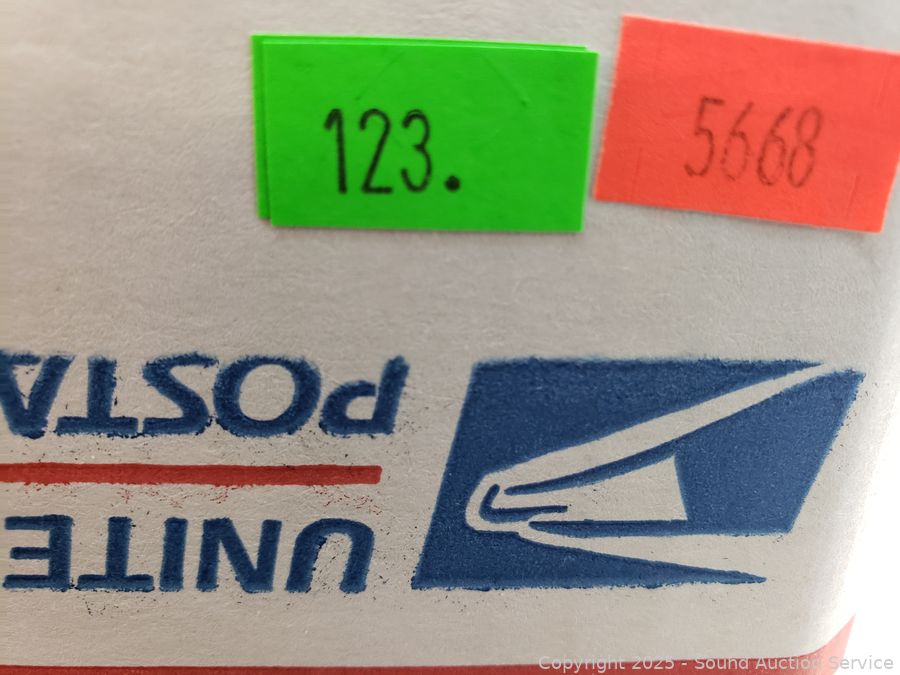 123.
5668
UNITE
POSTA
Copyright 2025 - Sound Auction Service